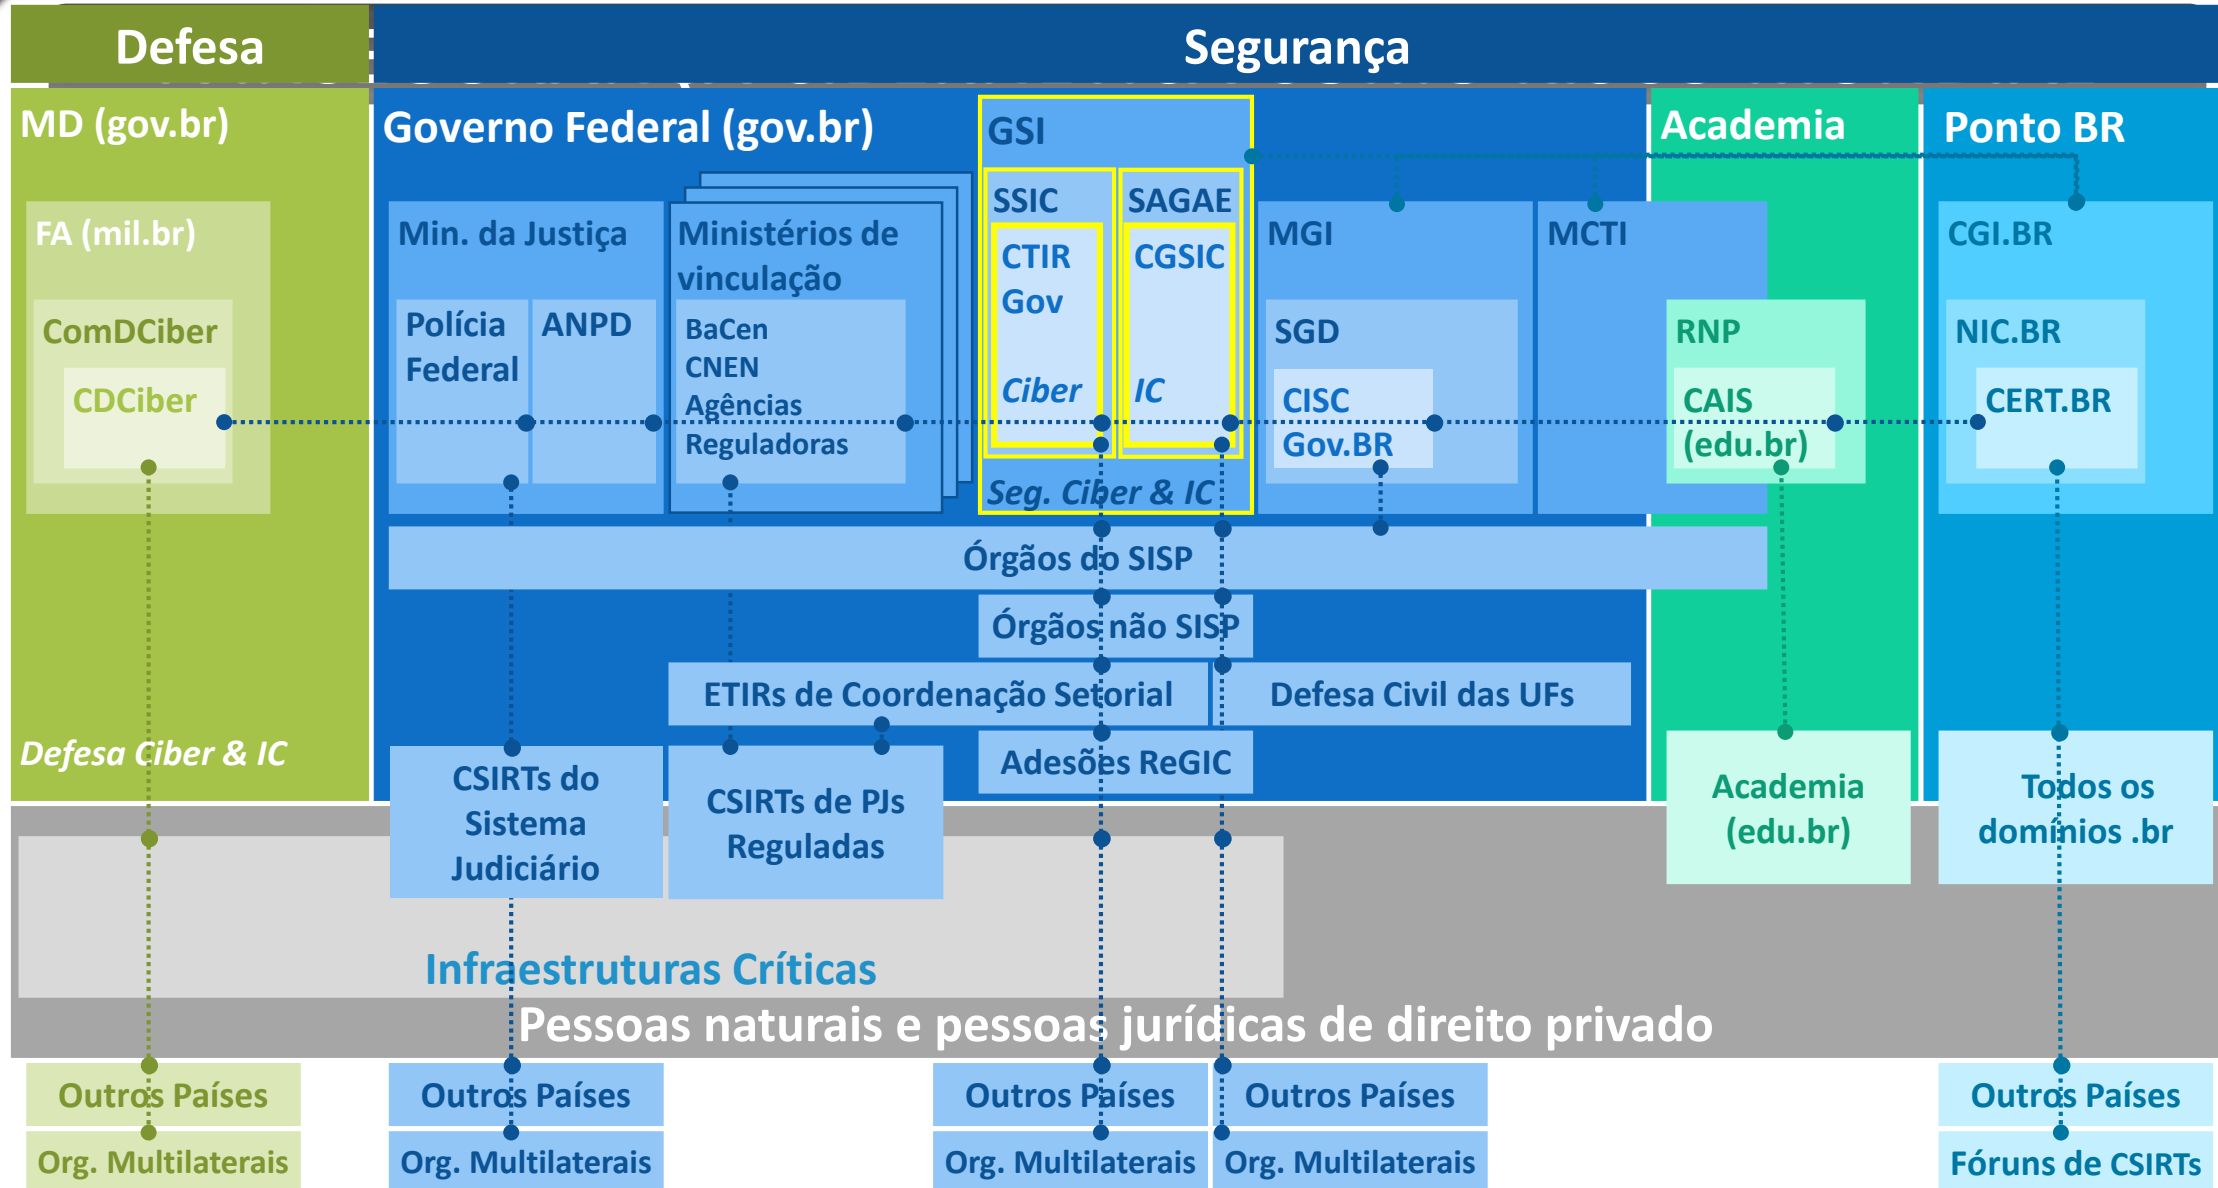 Defesa
Segurança
MD (gov.br)
Governo Federal (gov.br)
GSI
Academia
Ponto BR
FA (mil.br)
ComDCiber
CDCiber
Defesa Ciber & IC
Min. da Justiça
Polícia
Federal
ANPD
Ministérios de
vinculação
BaCen
CNEN
Agências
Reguladoras
SSIC
CTIR
Gov
Ciber
SAGAE
CGSIC
IC
Seg. Ciber & IC
MGI
SGD
CISC
Gov.BR
MCTI
RNP
CAIS
(edu.br)
CGI.BR
NIC.BR
CERT.BR
Órgãos do SISP
Órgãos não SISP
ETIRs de Coordenação Setorial
Defesa Civil das UFs
Adesões ReGIC
CSIRTs do
Sistema
Judiciário
CSIRTs de PJs
Reguladas
Academia
(edu.br)
Todos os
domínios .br
Infraestruturas Críticas
Pessoas naturais e pessoas jurídicas de direito privado
Outros Países
Outros Países
Outros Países
Outros Países
Outros Países
Org. Multilaterais
Org. Multilaterais
Org. Multilaterais
Org. Multilaterais
Fóruns de CSIRTs